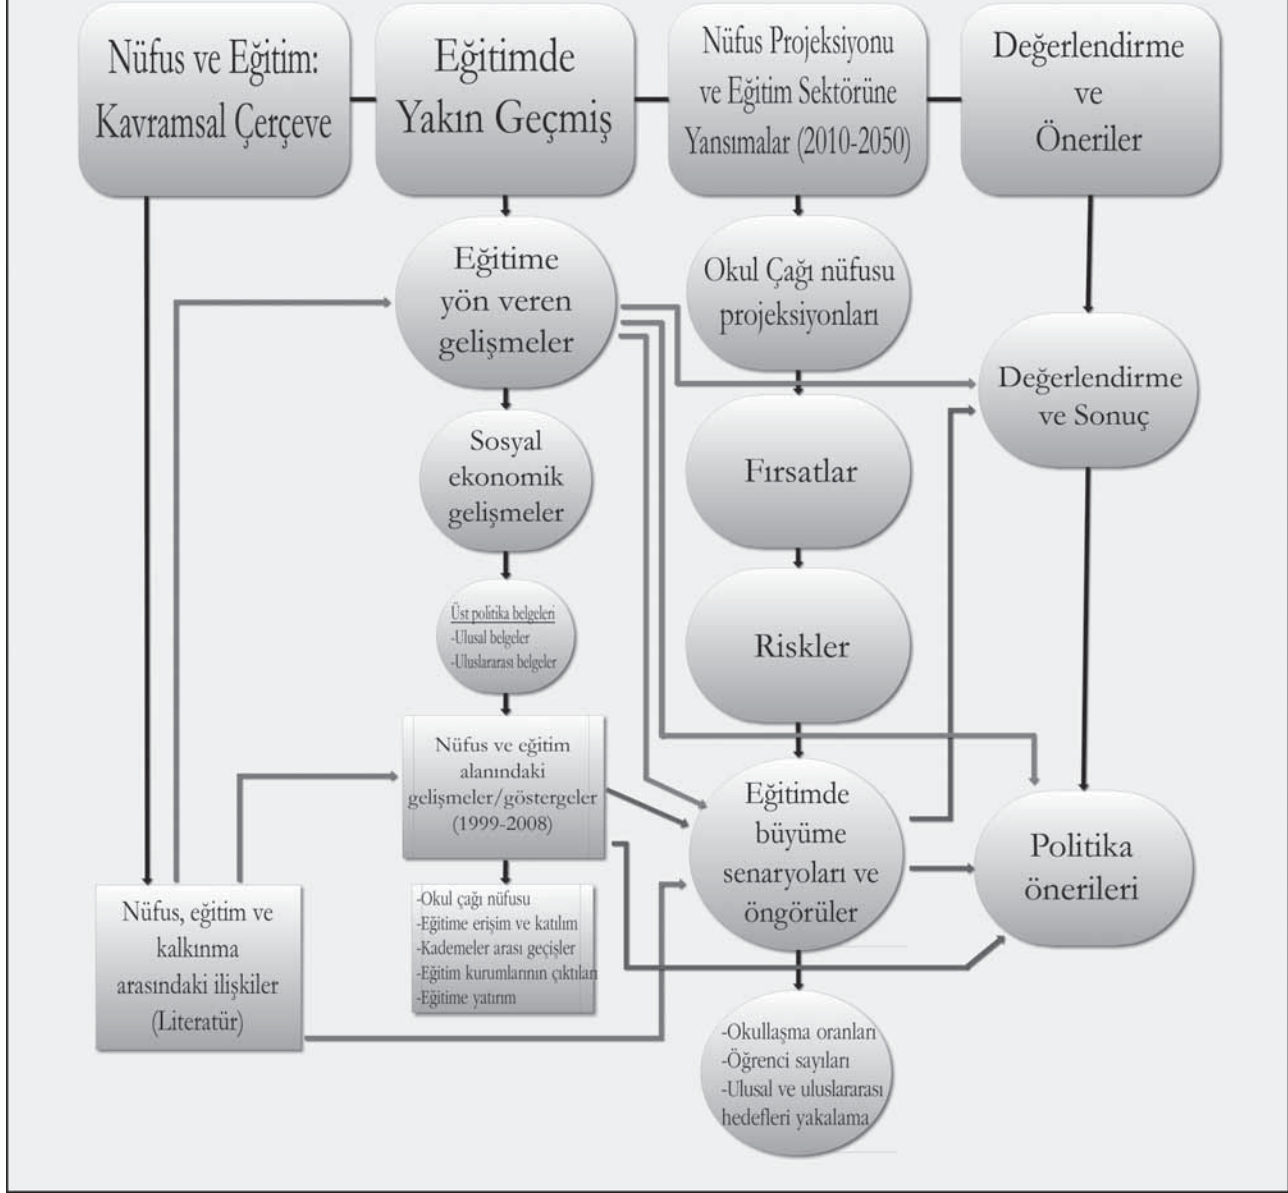 Nüfus ve Eğitim:
Kavramsal Çerçeve
Eğitimde
Yakın Geçmiş
Nüfus Projeksiyonu
ve Eğitim Sektörüne
Yansımalar (2010-2050)
Değerlendirme
ve
Öneriler
Eğitime
yön veren
gelişmeler
Sosyal
ekonomik
gelişmeler
Üst politika belgeleri
-Ulusal belgeler
-Uluslararası belgeler
Nüfus ve eğitim
alanındaki
gelişmeler/göstergeler
(1999-2008)
-Okul çağı nüfusu
-Eğitime erişim ve katılım
-Kademeler arası geçişler
-Eğitim kurumlarının çıktıları
-Eğitime yatırım
Nüfus, eğitim ve
kalkınma
arasındaki ilişkiler
(Literatür)
Okul Çağı nüfusu
projeksiyonları
Fırsatlar
Riskler
Eğitimde
büyüme
senaryoları ve
öngörüler
-Okullaşma oranları
-Öğrenci sayıları
-Ulusal ve uluslararası
hedefleri yakalama
Değerlendirme
ve Sonuç
Politika
önerileri